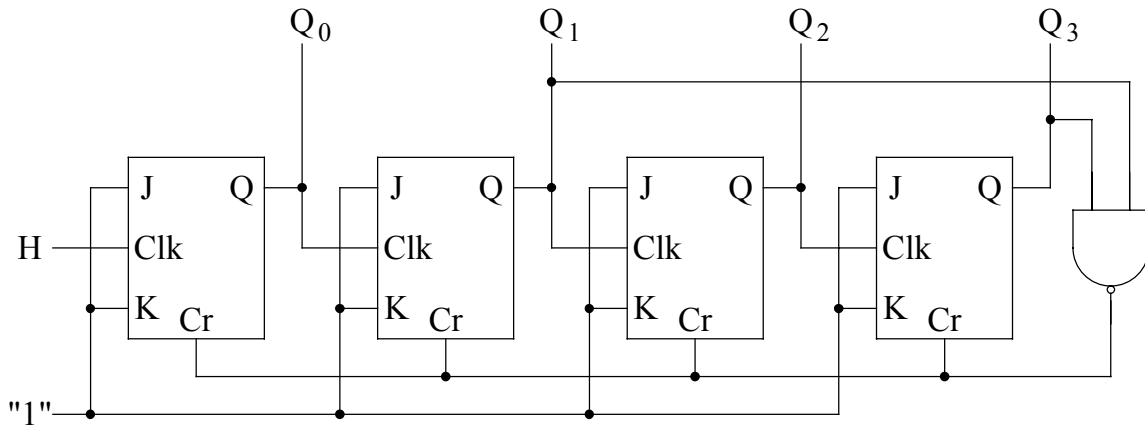 Q0 Q1 Q2 Q3
J Q J Q J Q J Q
H Clk Clk Clk Clk
K Cr K Cr K Cr K Cr
"1"